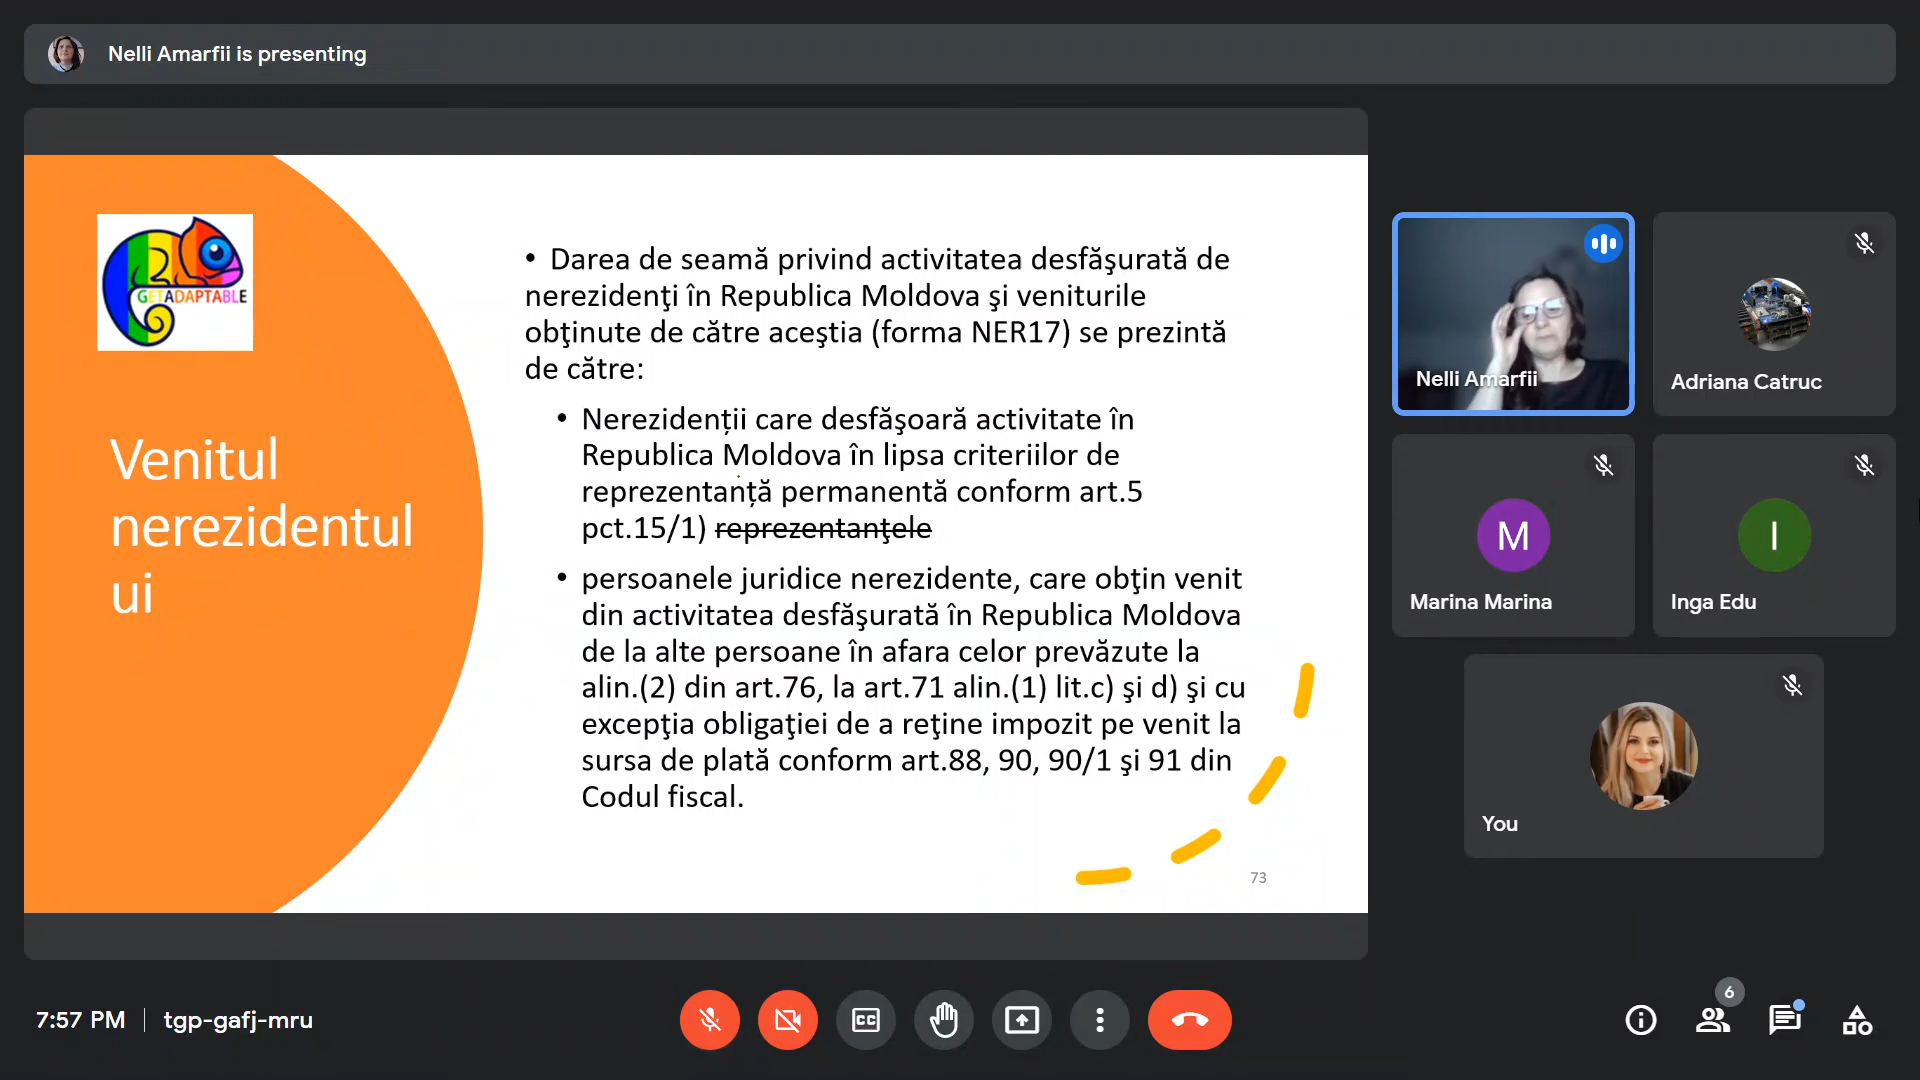 Nelli Amarfii is presenting
GETADAPTABLE
Venitul
nerezidentul
ui
• Darea de seamă privind activitatea desfăşurată de
nerezidenţi în Republica Moldova şi veniturile
obţinute de către aceştia (forma NER17) se prezintă
de către:
• Nerezidenții care desfăşoară activitate în
Republica Moldova în lipsa criteriilor de
reprezentanță permanentă conform art.5
pct.15/1) reprezentanţele
• persoanele juridice nerezidente, care obţin venit
din activitatea desfăşurată în Republica Moldova
de la alte persoane în afara celor prevăzute la
alin.(2) din art.76, la art.71 alin.(1) lit.c) şi d) şi cu
excepţia obligaţiei de a reţine impozit pe venit la
sursa de plată conform art.88, 90, 90/1 şi 91 din
Codul fiscal.
73
Nelli Amarfii
Adriana Catruc
M
Marina Marina
I
Inga Edu
You
7:57 PM | tgp-gafj-mru
CC
6